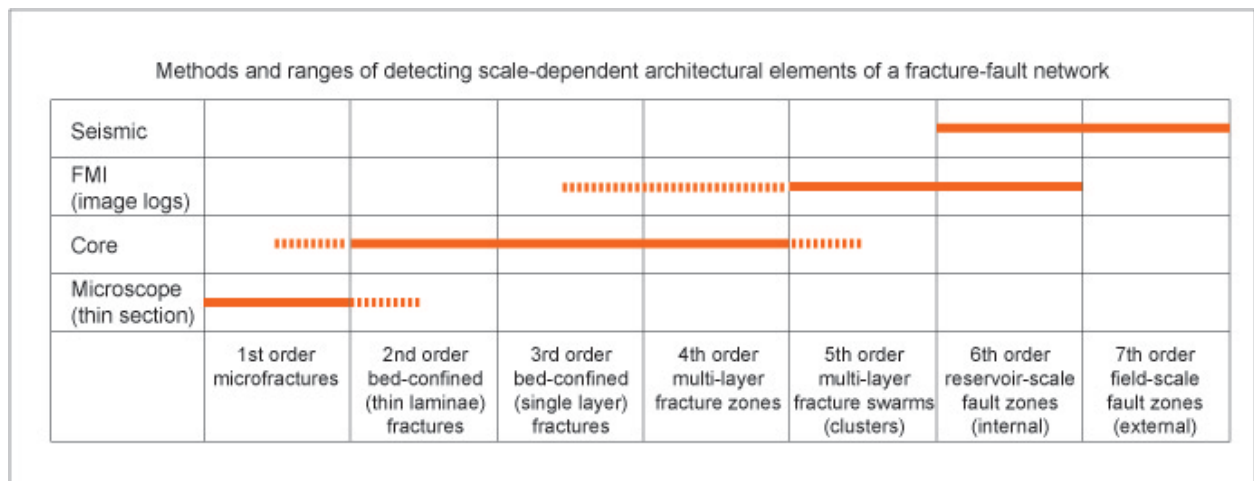 Methods and ranges of detecting scale-dependent architectural elements of a fracture-fault network
Seismic
FMI
(image logs)
Core
Microscope
(thin section)
1st order
microfractures
2nd order
bed-confined
(thin laminae)
fractures
3rd order
bed-confined
(single layer)
fractures
4th order
multi-layer
fracture zones
5th order
multi-layer
fracture swarms
(clusters)
6th order
reservoir-scale
fault zones
(internal)
7th order
field-scale
fault zones
(external)